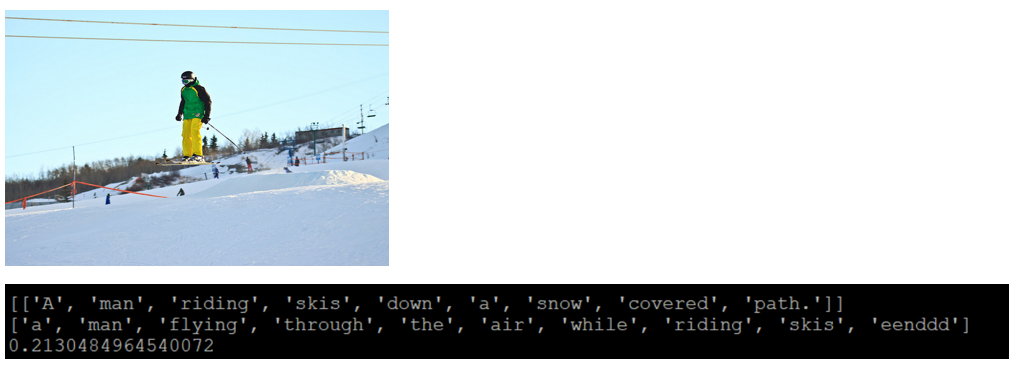 [['A', 'man', 'riding', 'skis', 'down', 'a', 'snow', 'covered', 'path.']]
['a', 'man', 'flying', 'through', 'the', 'air', 'while', 'riding', 'skis', 'eenddd']
0.2130484964540072